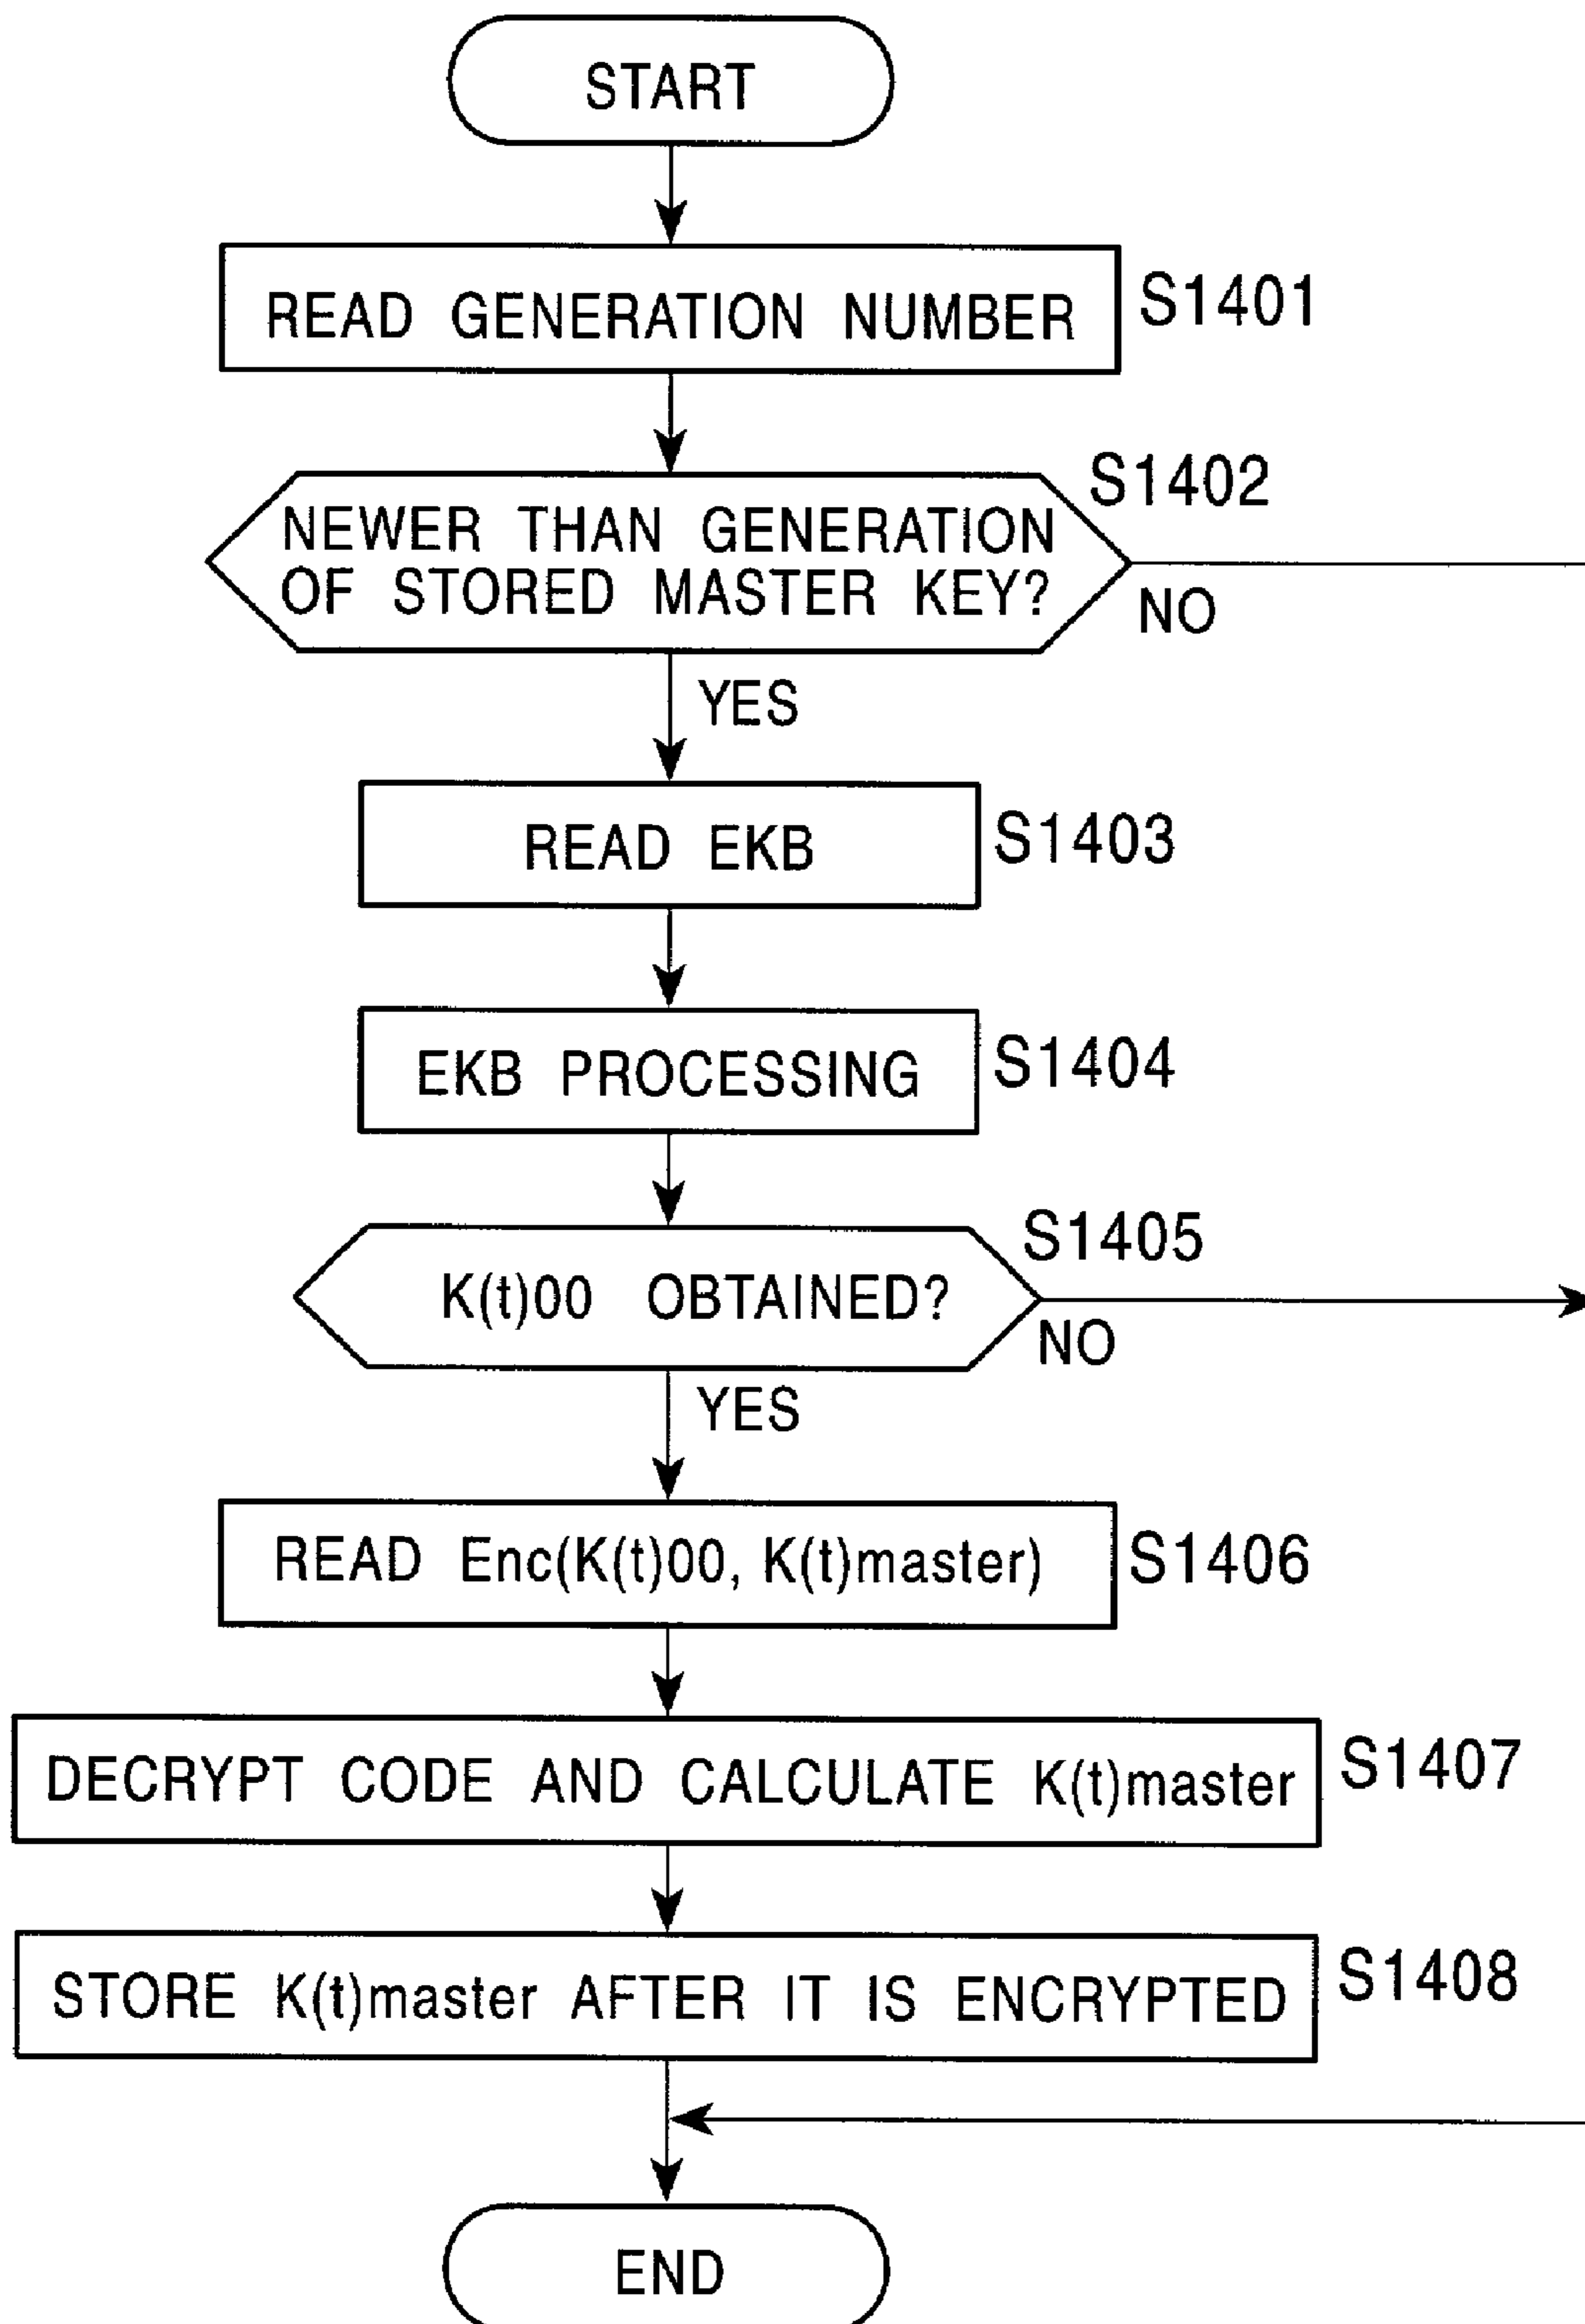 START
READ GENERATION NUMBER
S1401
S1402
NEWER THAN GENERATION
OF STORED MASTER KEY?
NO
YES
READ EKB
S1403
EKB PROCESSING
S1404
S1405
K(t)00 OBTAINED?
NO
YES
READ Enc(K(t)00, K(t)master)
S1406
DECRYPT CODE AND CALCULATE K(t)master
S1407
STORE K(t)master AFTER IT IS ENCRYPTED
S1408
END